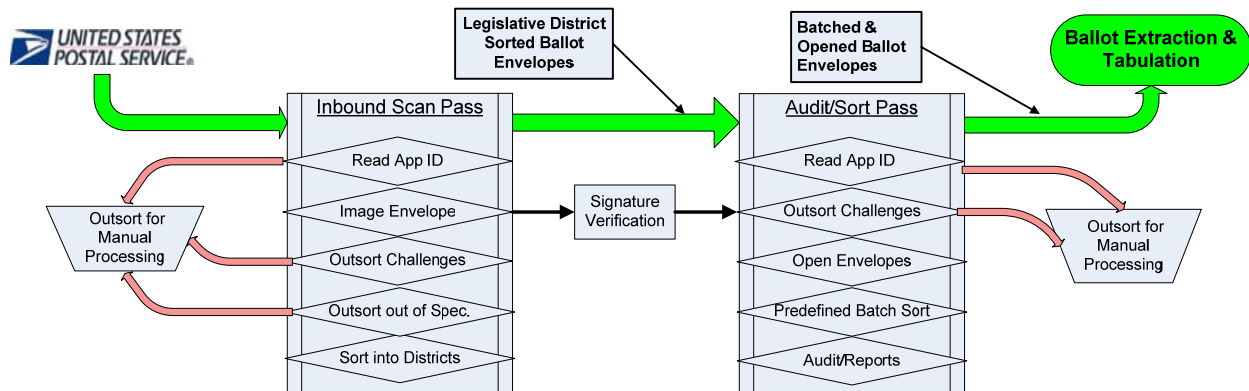 UNITED STATES
POSTAL SERVICE®
Legislative District
Sorted Ballot
Envelopes
Batched &
Opened Ballot
Envelopes
Ballot Extraction &
Tabulation
Inbound Scan Pass
Read App ID
Image Envelope
Outsort Challenges
Outsort out of Spec.
Sort into Districts
Outsort for
Manual
Processing
Signature
Verification
Audit/Sort Pass
Read App ID
Outsort Challenges
Open Envelopes
Predefined Batch Sort
Audit/Reports
Outsort for
Manual
Processing